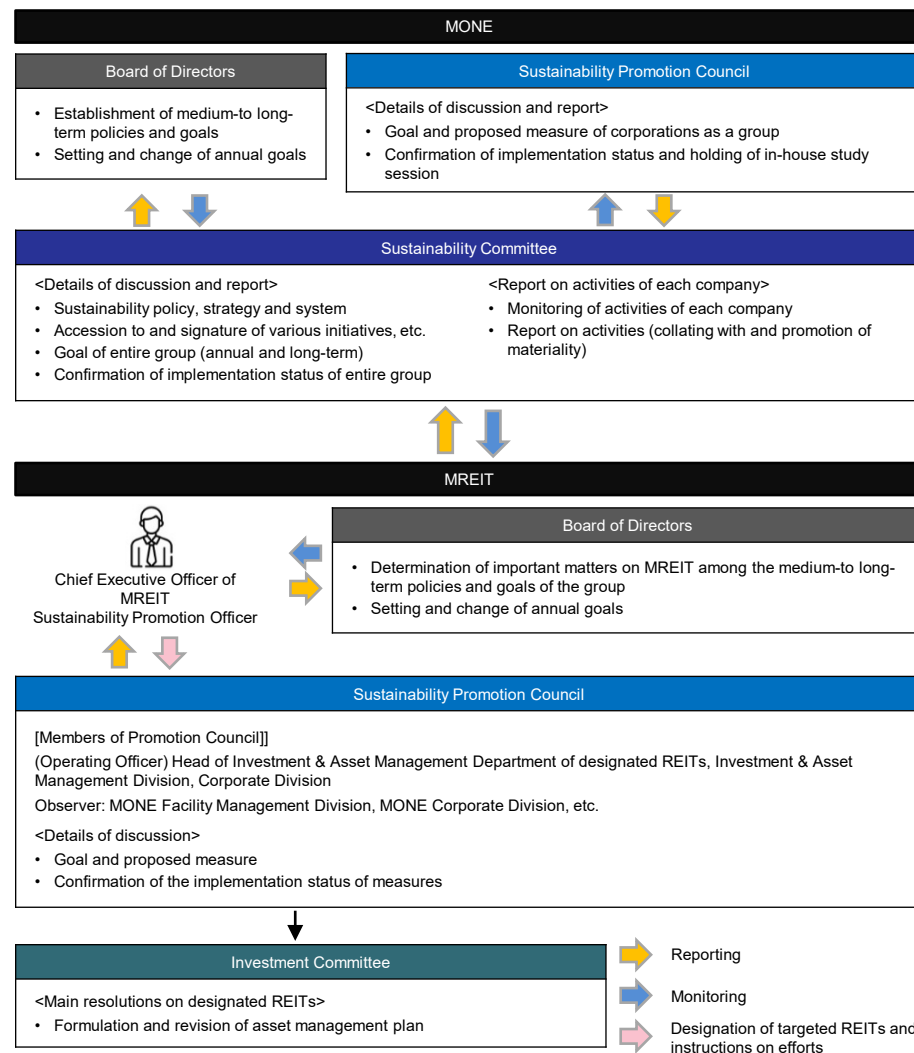 MONE
Board of Directors
• Establishment of medium-to long-
term policies and goals
• Setting and change of annual goals
Sustainability Promotion Council
<Details of discussion and report>
• Goal and proposed measure of corporations as a group
• Confirmation of implementation status and holding of in-house study
session
Sustainability Committee
<Details of discussion and report>
• Sustainability policy, strategy and system
• Accession to and signature of various initiatives, etc.
• Goal of entire group (annual and long-term)
• Confirmation of implementation status of entire group
<Report on activities of each company>
• Monitoring of activities of each company
• Report on activities (collating with and promotion of
materiality)
MREIT
Chief Executive Officer of
MREIT
Sustainability Promotion Officer
Board of Directors
• Determination of important matters on MREIT among the medium-to long-
term policies and goals of the group
• Setting and change of annual goals
Sustainability Promotion Council
[Members of Promotion Council]]
(Operating Officer) Head of Investment & Asset Management Department of designated REITs, Investment & Asset
Management Division, Corporate Division
Observer: MONE Facility Management Division, MONE Corporate Division, etc.
<Details of discussion>
• Goal and proposed measure
• Confirmation of the implementation status of measures
Investment Committee
<Main resolutions on designated REITs>
• Formulation and revision of asset management plan
Reporting
Monitoring
Designation of targeted REITs and
instructions on efforts